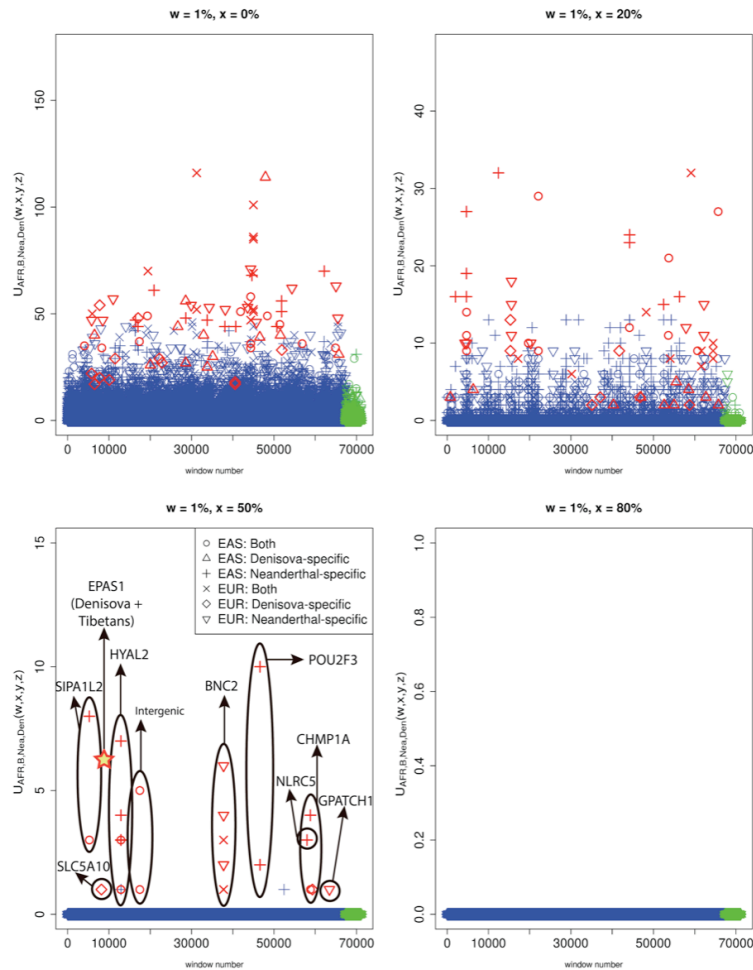 w = 1%, x = 0%
U_AFR,B,Nea,Den(w,x,y,z)
150
100
50
0
0
10000
30000
50000
70000
window number
w = 1%, x = 20%
U_AFR,B,Nea,Den(w,x,y,z)
40
30
20
10
0
0
10000
30000
50000
70000
window number
w = 1%, x = 50%
U_AFR,B,Nea,Den(w,x,y,z)
15
10
5
0
EAS: Both
EAS: Denisova-specific
EAS: Neanderthal-specific
EUR: Both
EUR: Denisova-specific
EUR: Neanderthal-specific
EPAS1
(Denisova +
Tibetans)
HYAL2
SIPA1L2
Intergenic
BNC2
POU2F3
CHMP1A
NLRC5
GPATCH1
SLC5A10
0
10000
30000
50000
70000
window number
w = 1%, x = 80%
U_AFR,B,Nea,Den(w,x,y,z)
1.0
0.8
0.6
0.4
0.2
0.0
0
10000
30000
50000
70000
window number